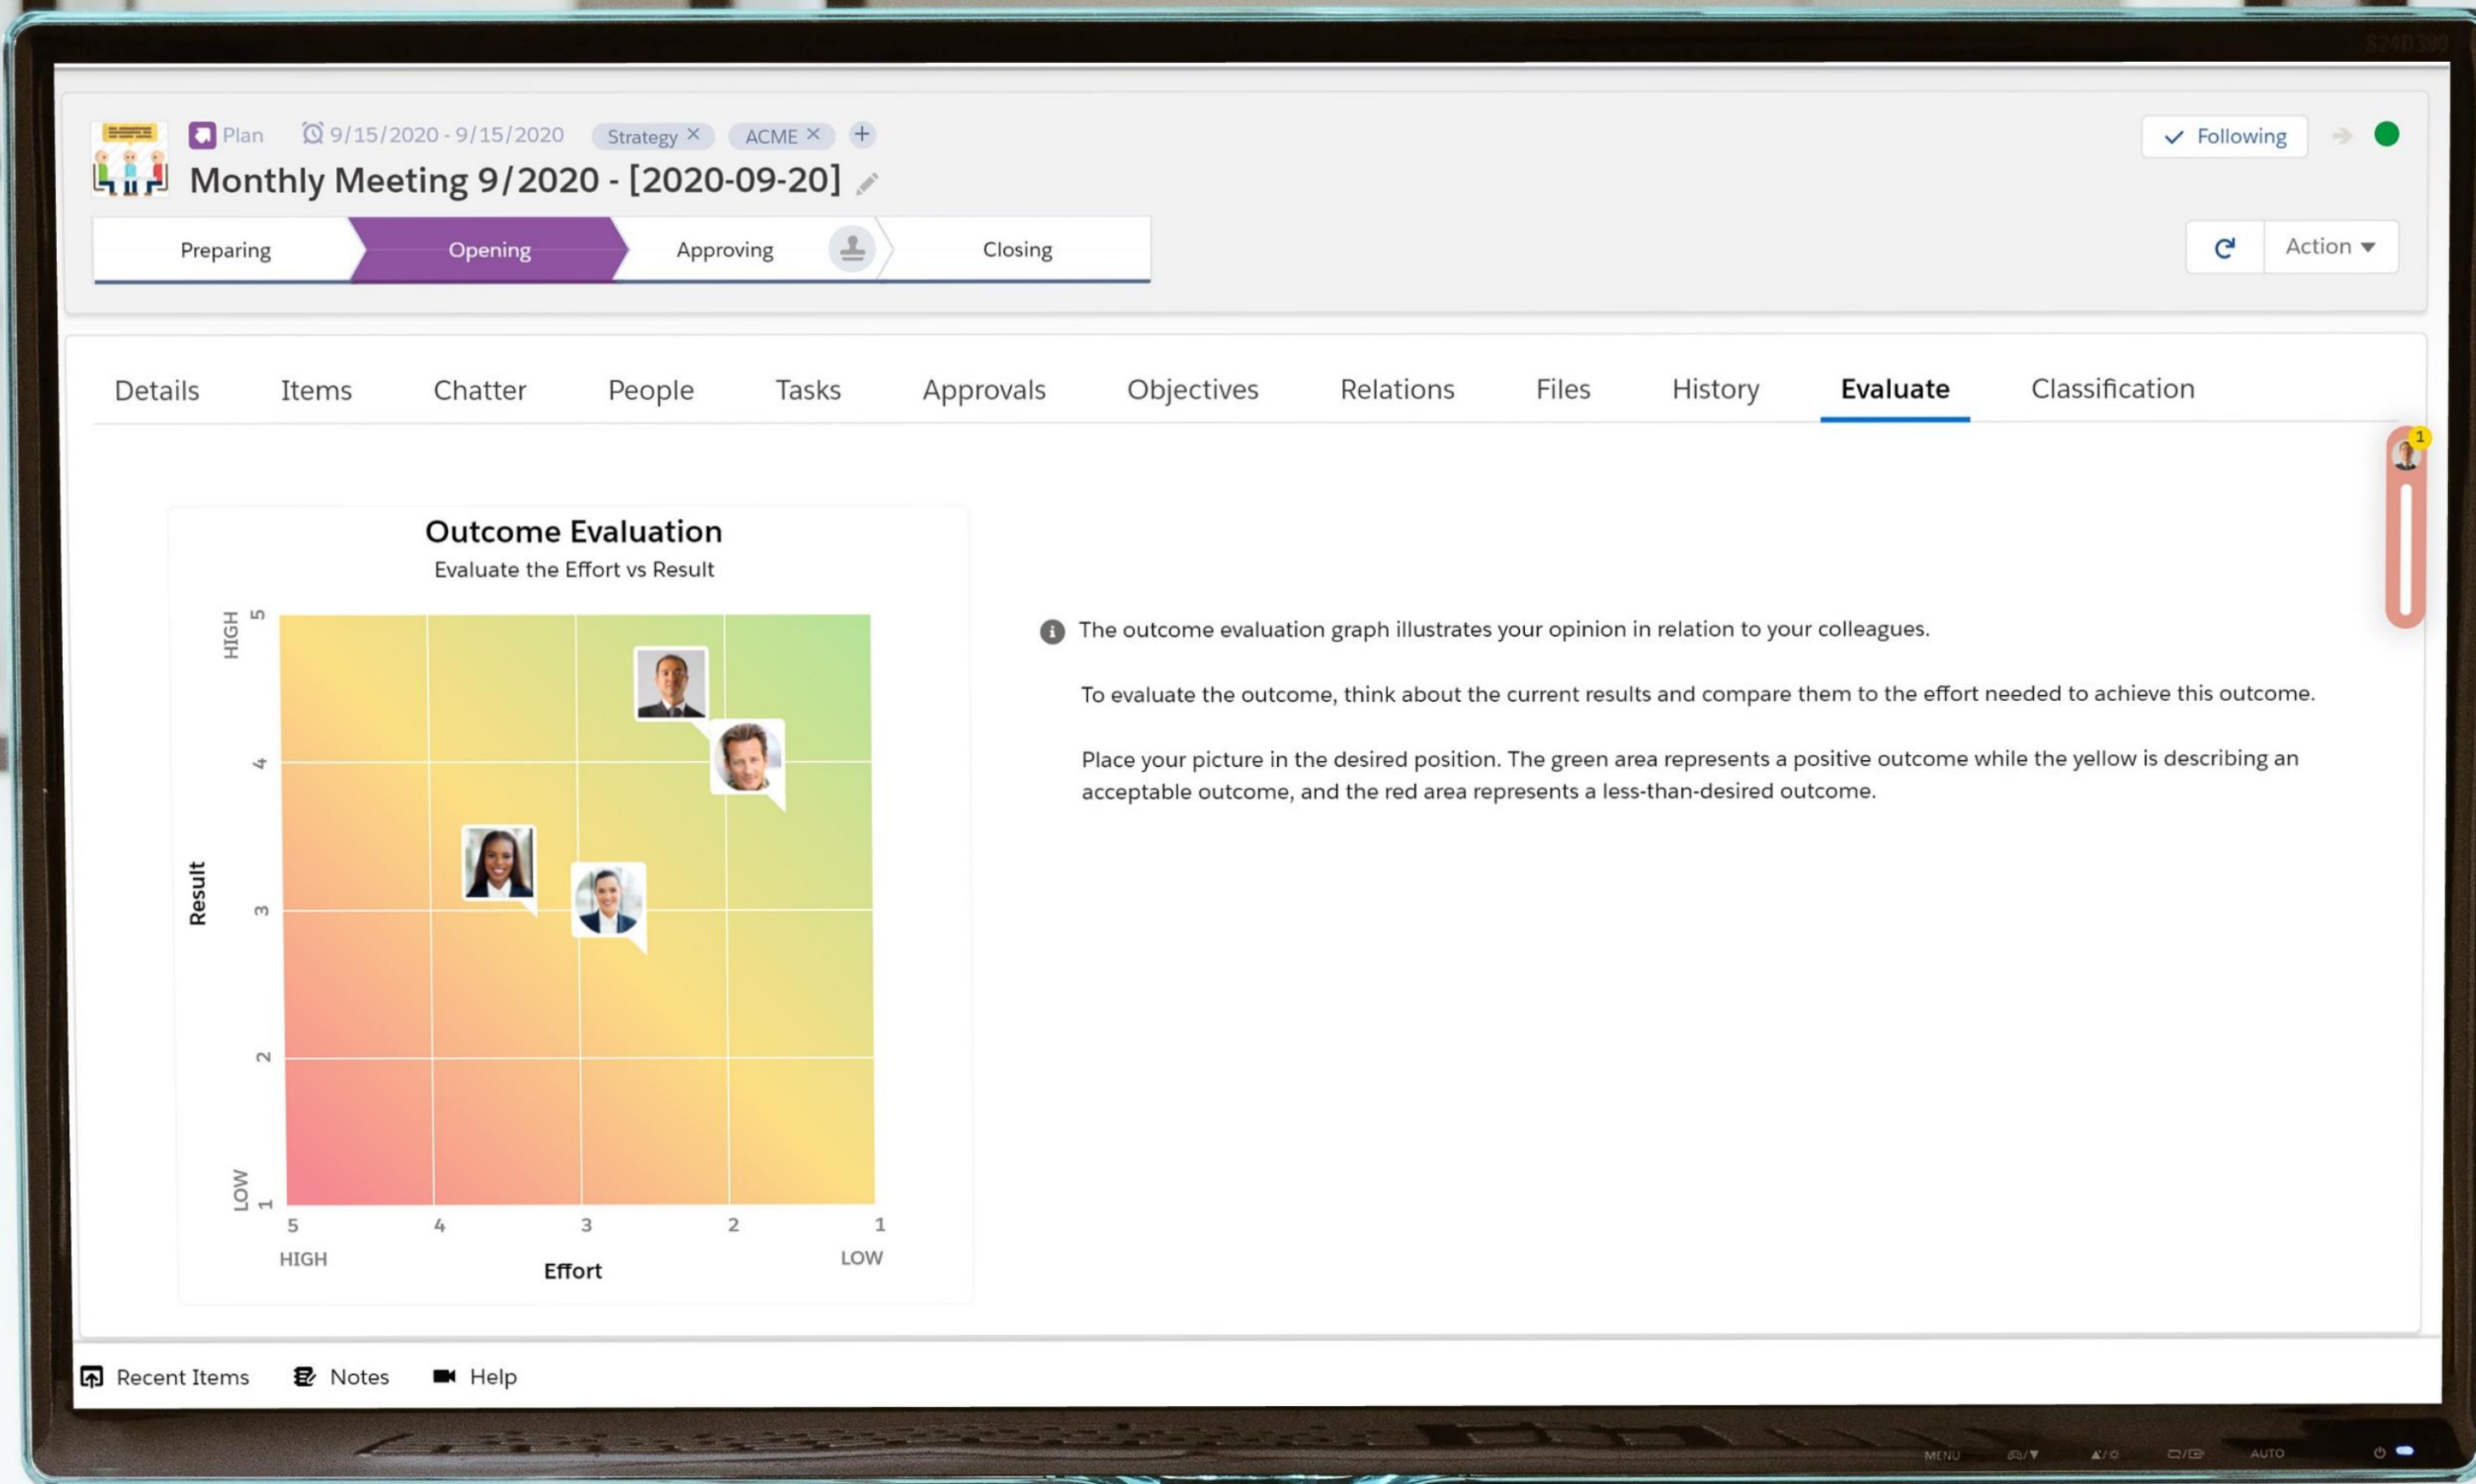 S24D390
Plan 9/15/2020 - 9/15/2020 Strategy ACME
Following
Monthly Meeting 9/2020 - [2020-09-20]
Preparing Opening Approving Closing
Action
Details Items Chatter People Tasks Approvals Objectives Relations Files History Evaluate Classification
1
Outcome Evaluation
Evaluate the Effort vs Result
HIGH 5
4
3
2
LOW 1
Result
5 4 3 2 1
HIGH LOW
Effort
The outcome evaluation graph illustrates your opinion in relation to your colleagues.
To evaluate the outcome, think about the current results and compare them to the effort needed to achieve this outcome.
Place your picture in the desired position. The green area represents a positive outcome while the yellow is describing an
acceptable outcome, and the red area represents a less-than-desired outcome.
Recent Items Notes Help
MENU AUTO